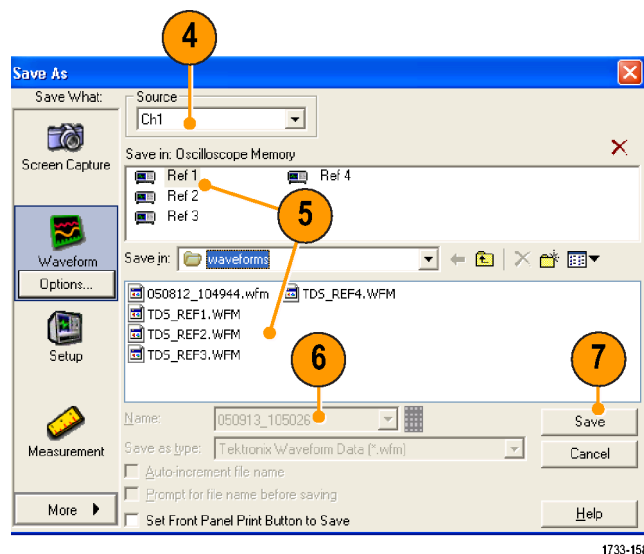 4
Save As
Save What:
Source
Ch1
Screen Capture
Save in: Oscilloscope Memory
Ref 1
Ref 4
Ref 2
Ref 3
5
Waveform
Options...
Save in:
waveforms
050812_104944.wfm
TDS_REF4.WFM
TDS_REF1.WFM
TDS_REF2.WFM
TDS_REF3.WFM
Setup
6
7
Name:
050913_105026
Save
Measurement
Save as type:
Tektronix Waveform Data (*.wfm)
Cancel
Auto-increment file name
Prompt for file name before saving
More
Set Front Panel Print Button to Save
Help